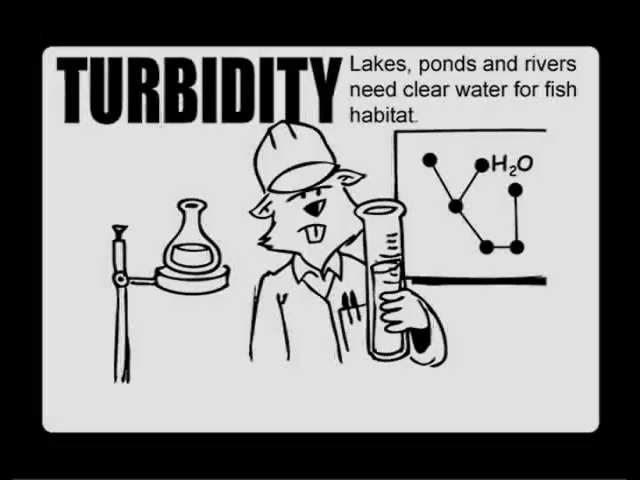 TURBIDITY
Lakes, ponds and rivers
need clear water for fish
habitat.
H₂O